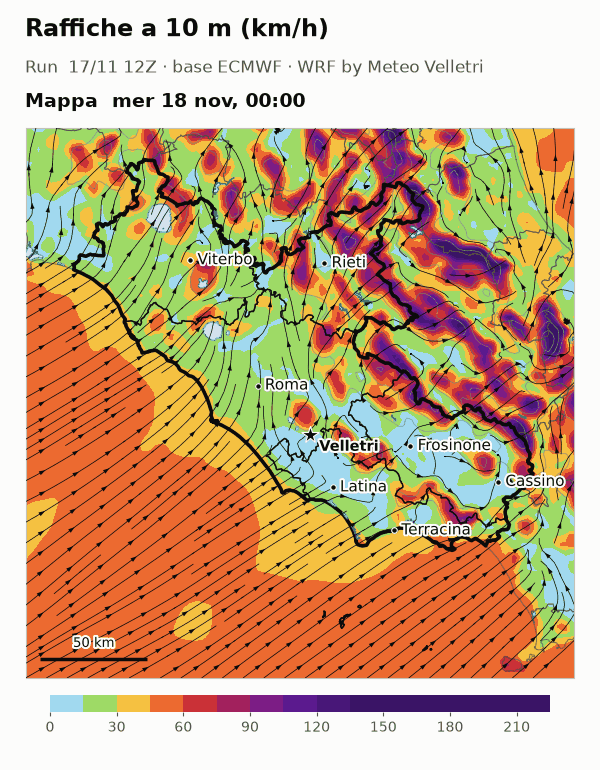 Raffiche a 10 m (km/h)
Run  17/11 12Z · base ECMWF · WRF by Meteo Velletri
Mappa  mer 18 nov, 00:00
Viterbo
Rieti
Roma
Velletri
Frosinone
Latina
Cassino
Terracina
50 km
0 30 60 90 120 150 180 210